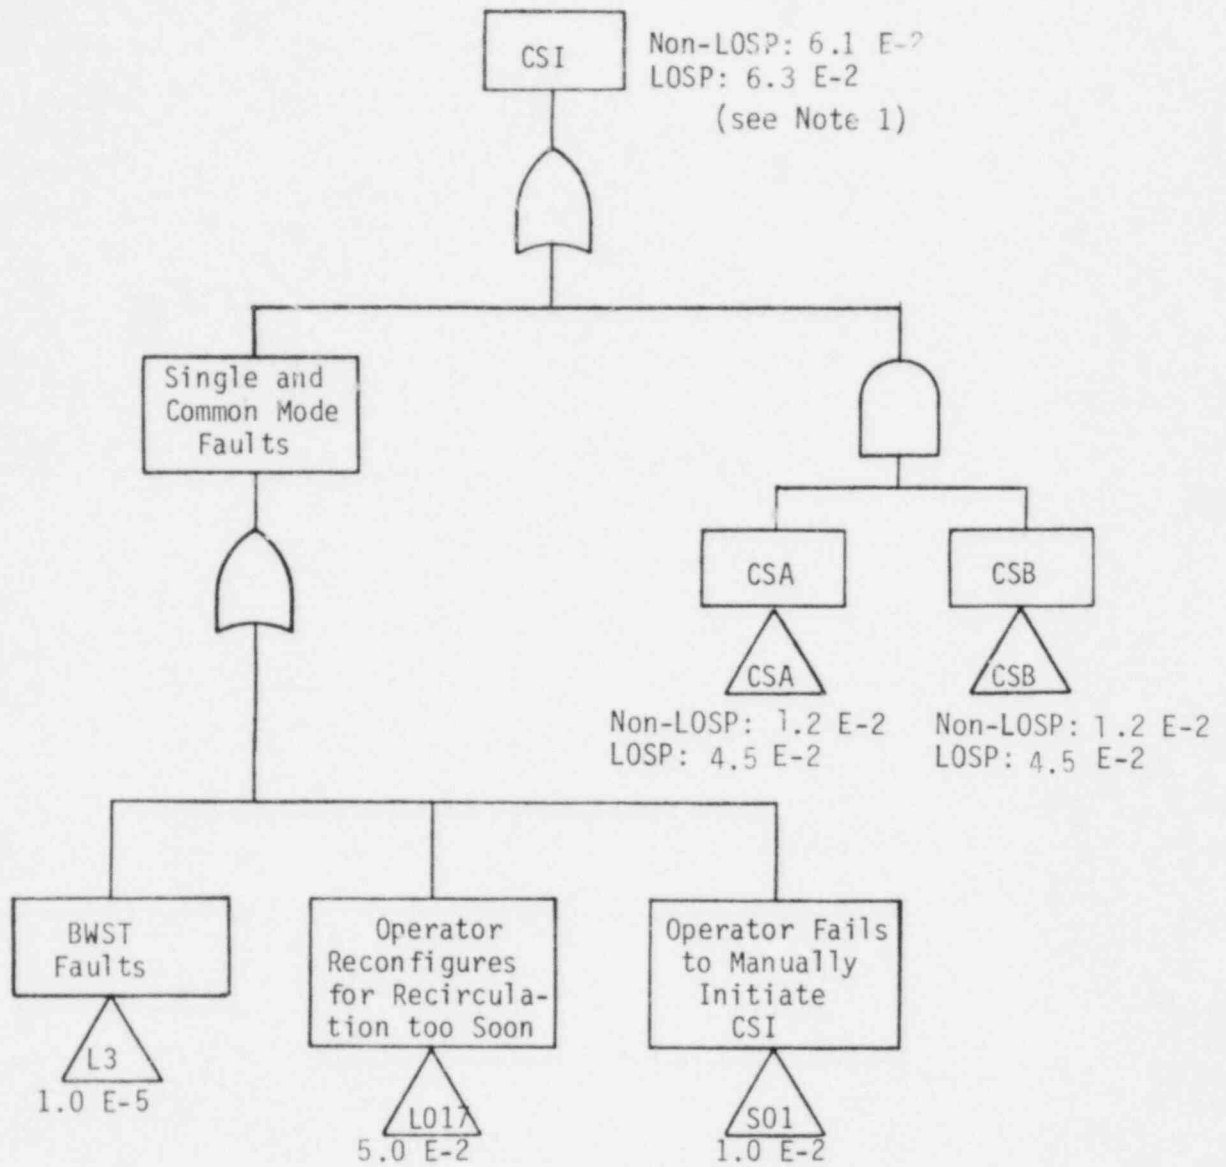 CSI
Non-LOSP: 6.1 E-2
LOSP: 6.3 E-2
(see Note 1)
Single and
Common Mode
Faults
CSA
CSB
CSA
CSB
Non-LOSP: 1.2 E-2
LOSP: 4.5 E-2
Non-LOSP: 1.2 E-2
LOSP: 4.5 E-2
BWST
Faults
Operator
Reconfigures
for Recircula-
tion too Soon
Operator Fails
to Manually
Initiate
CSI
L3
1.0 E-5
LO17
5.0 E-2
SO1
1.0 E-2